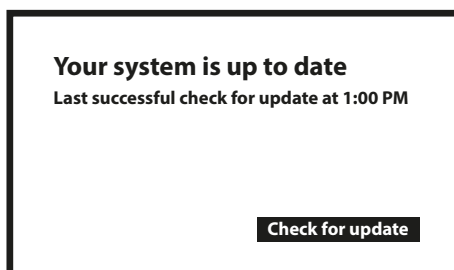 Your system is up to date
Last successful check for update at 1:00 PM
Check for update